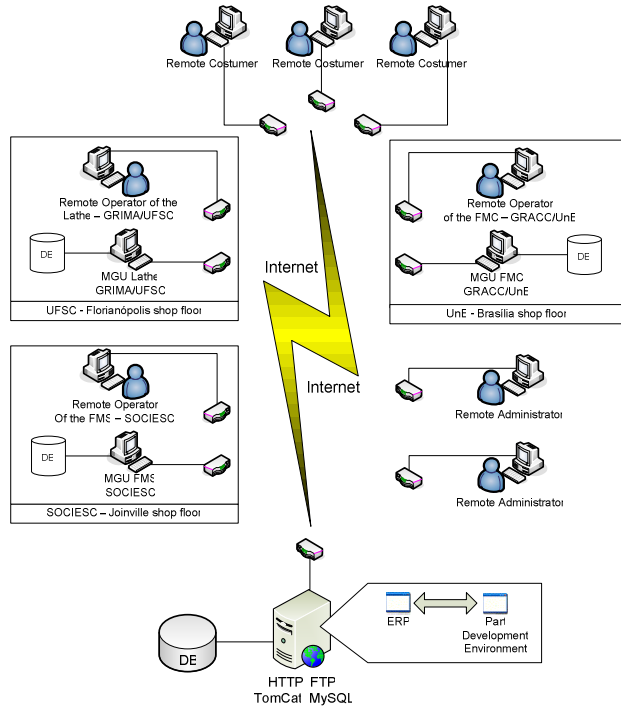 Remote Costumer
Remote Costumer
Remote Costumer
Remote Operator of the
Lathe – GRIMA/UFSC
DE
MGU Lathe
GRIMA/UFSC
UFSC - Florianópolis shop floor
Remote Operator
of the FMC – GRACC/UnE
MGU FMC
GRACC/UnE
DE
UnE - Brasília shop floor
Internet
Internet
Remote Operator
Of the FMS – SOCIESC
DE
MGU FMS
SOCIESC
SOCIESC – Joinville shop floor
Remote Administrator
Remote Administrator
DE
HTTP FTP
TomCat MySQL
ERP
Part
Development
Environment